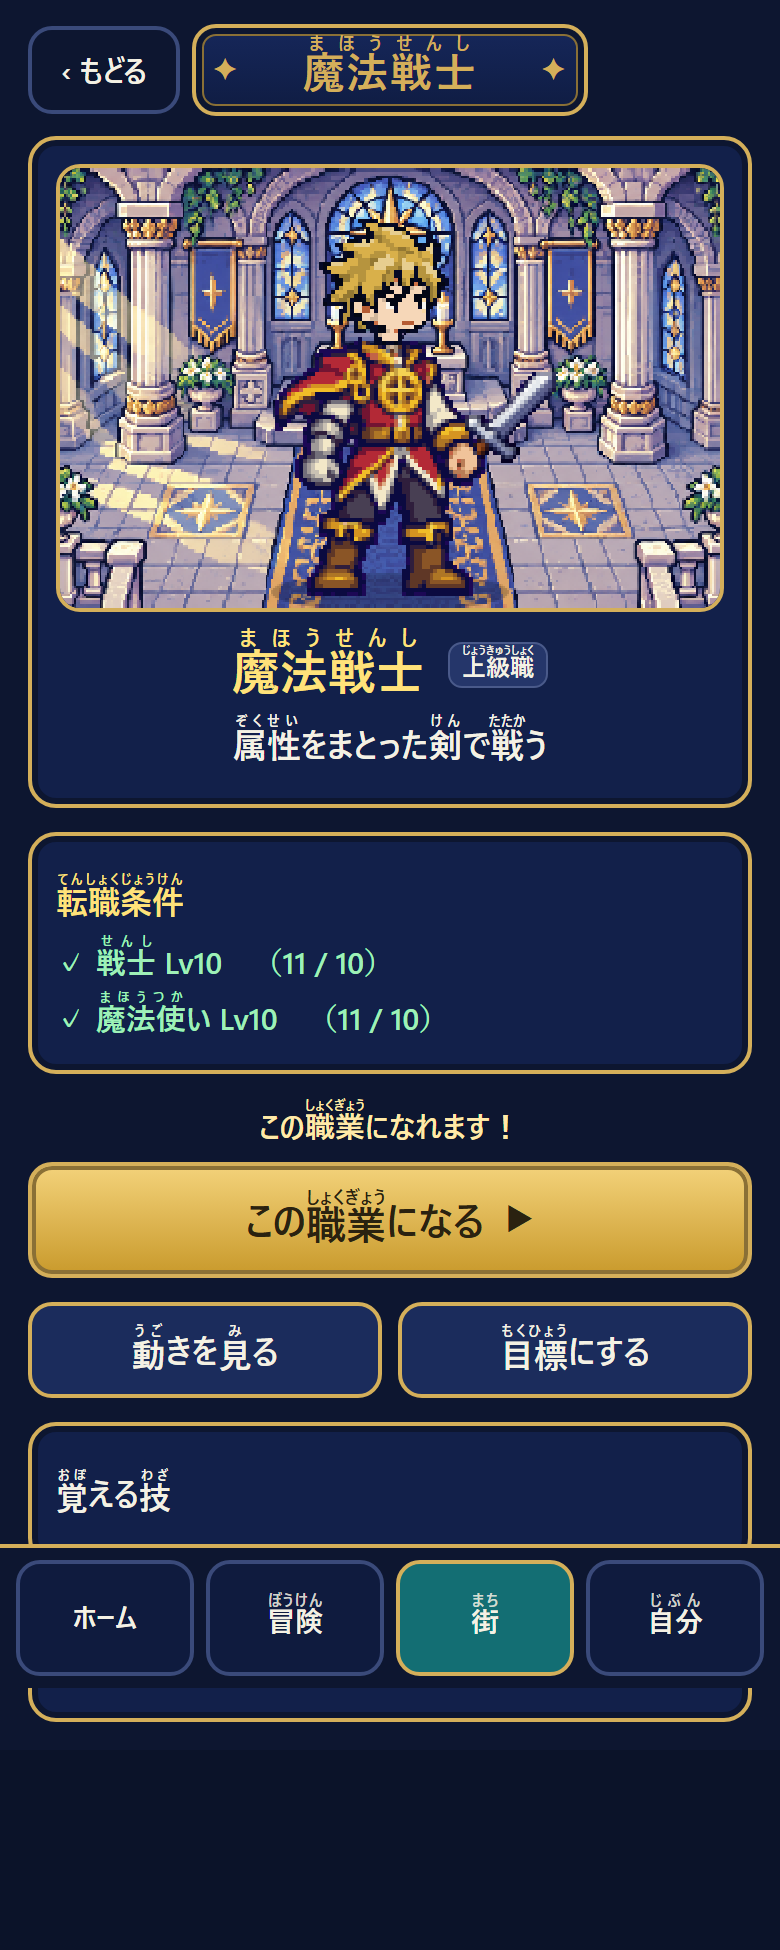 ‹ もどる
まほうせんし
魔法戦士
まほうせんし
魔法戦士
じょうきゅうしょく
上級職
ぞくせい けん たたか
属性をまとった剣で戦う
てんしょくじょうけん
転職条件
せんし
✓ 戦士 Lv10 （11 / 10）
まほうつか
✓ 魔法使い Lv10 （11 / 10）
しょくぎょう
この職業になれます！
しょくぎょう
この職業になる ▶
うご み
動きを見る
もくひょう
目標にする
おぼ わざ
覚える技
ホーム
ぼうけん
冒険
まち
街
じぶん
自分